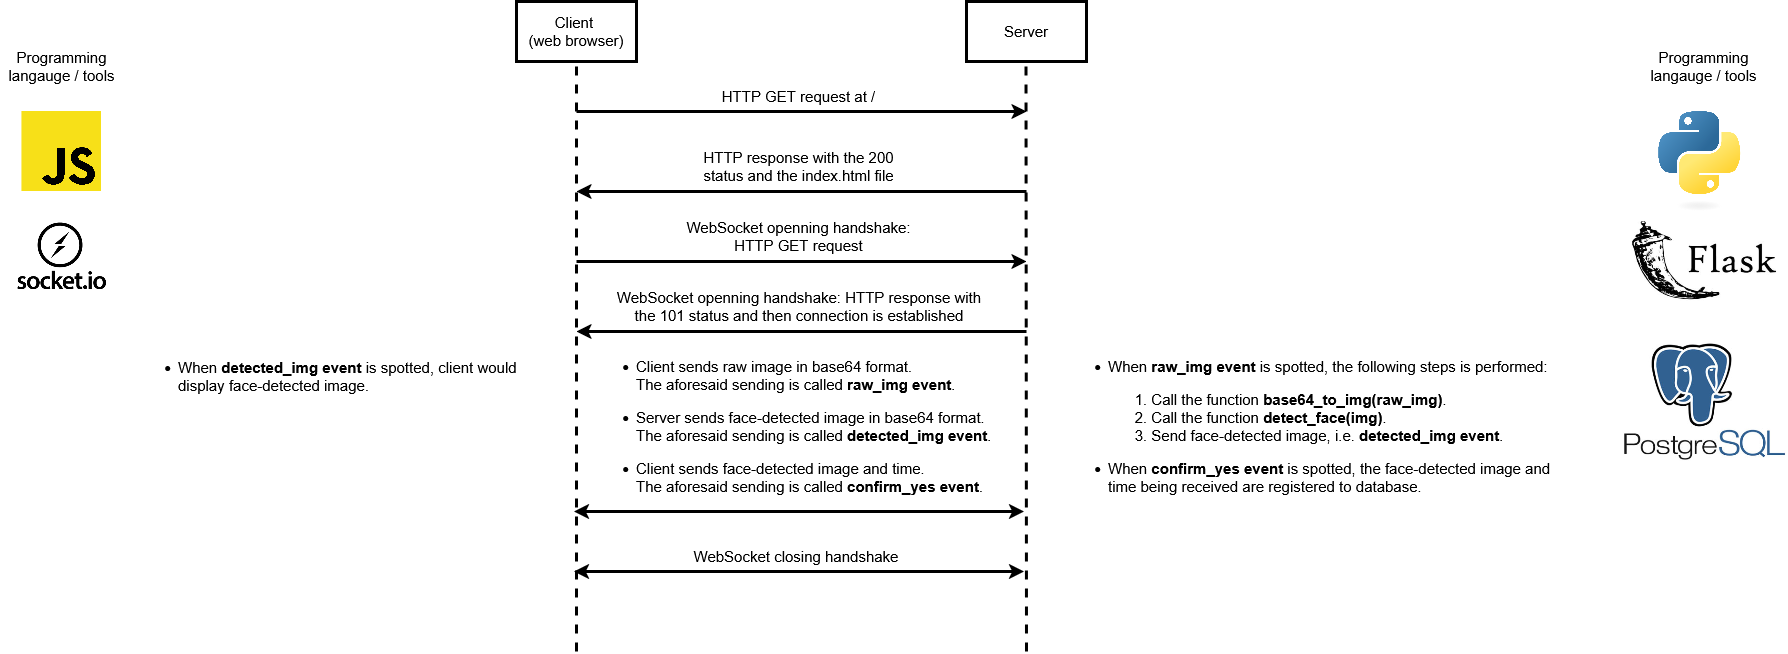 Client
(web browser)
Server
Programming
langauge / tools
Programming
langauge / tools
HTTP GET request at /
JS
HTTP response with the 200
status and the index.html file
WebSocket openning handshake:
HTTP GET request
socket.io
Flask
WebSocket openning handshake: HTTP response with
the 101 status and then connection is established
• When detected_img event is spotted, client would
display face-detected image.
• Client sends raw image in base64 format.
The aforesaid sending is called raw_img event.
• Server sends face-detected image in base64 format.
The aforesaid sending is called detected_img event.
• Client sends face-detected image and time.
The aforesaid sending is called confirm_yes event.
• When raw_img event is spotted, the following steps is performed:
1. Call the function base64_to_img(raw_img).
2. Call the function detect_face(img).
3. Send face-detected image, i.e. detected_img event.
• When confirm_yes event is spotted, the face-detected image and
time being received are registered to database.
PostgreSQL
WebSocket closing handshake